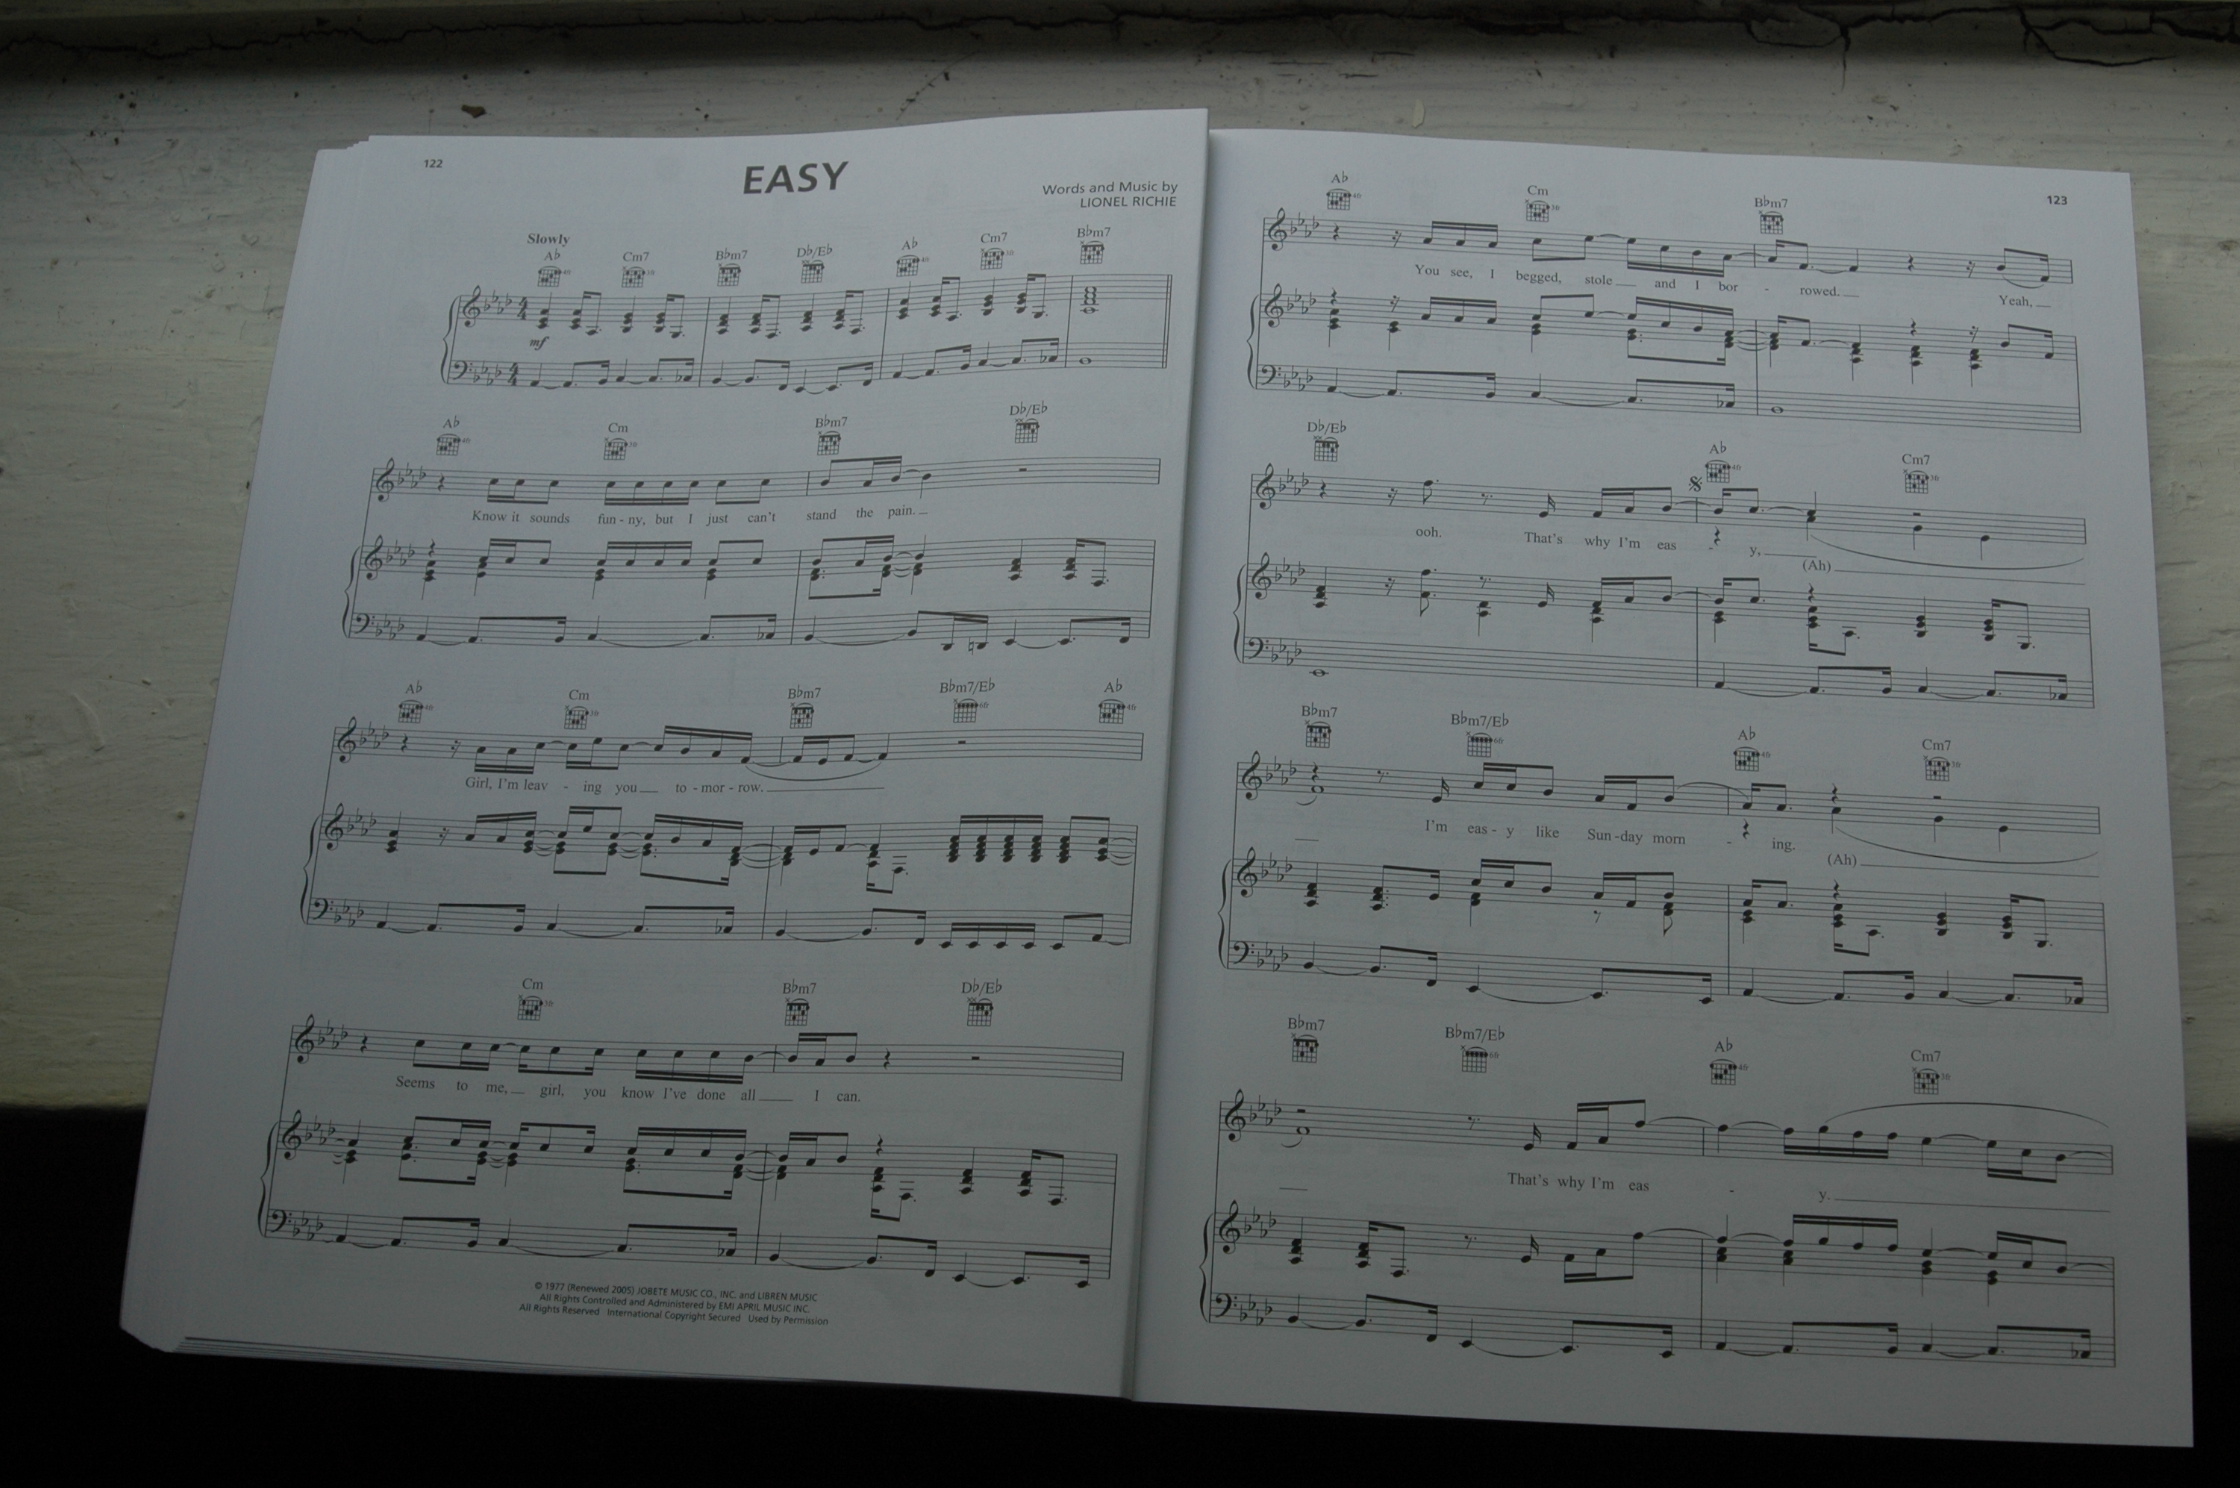 122
EASY
Words and Music by
LIONEL RICHIE
Slowly
A♭ Cm7 B♭m7 D♭/E♭ A♭ Cm7 B♭m7
mf
A♭ Cm B♭m7 D♭/E♭
Know it sounds fun - ny, but I just can't stand the pain.
A♭ Cm B♭m7 B♭m7/E♭ A♭
Girl, I'm leav - ing you to - mor - row.
Cm B♭m7 D♭/E♭
Seems to me, girl, you know I've done all I can.
© 1977 (Renewed 2005) JOBETE MUSIC CO., INC. and LIBREN MUSIC
All Rights Controlled and Administered by EMI APRIL MUSIC INC.
All Rights Reserved International Copyright Secured Used by Permission
123
A♭ Cm B♭m7
You see, I begged, stole and I bor - rowed. Yeah,
D♭/E♭ A♭ Cm7
ooh. That's why I'm eas - y,
(Ah)
B♭m7 B♭m7/E♭ A♭ Cm7
I'm eas - y like Sun - day morn - ing.
(Ah)
B♭m7 B♭m7/E♭ A♭ Cm7
That's why I'm eas - y.